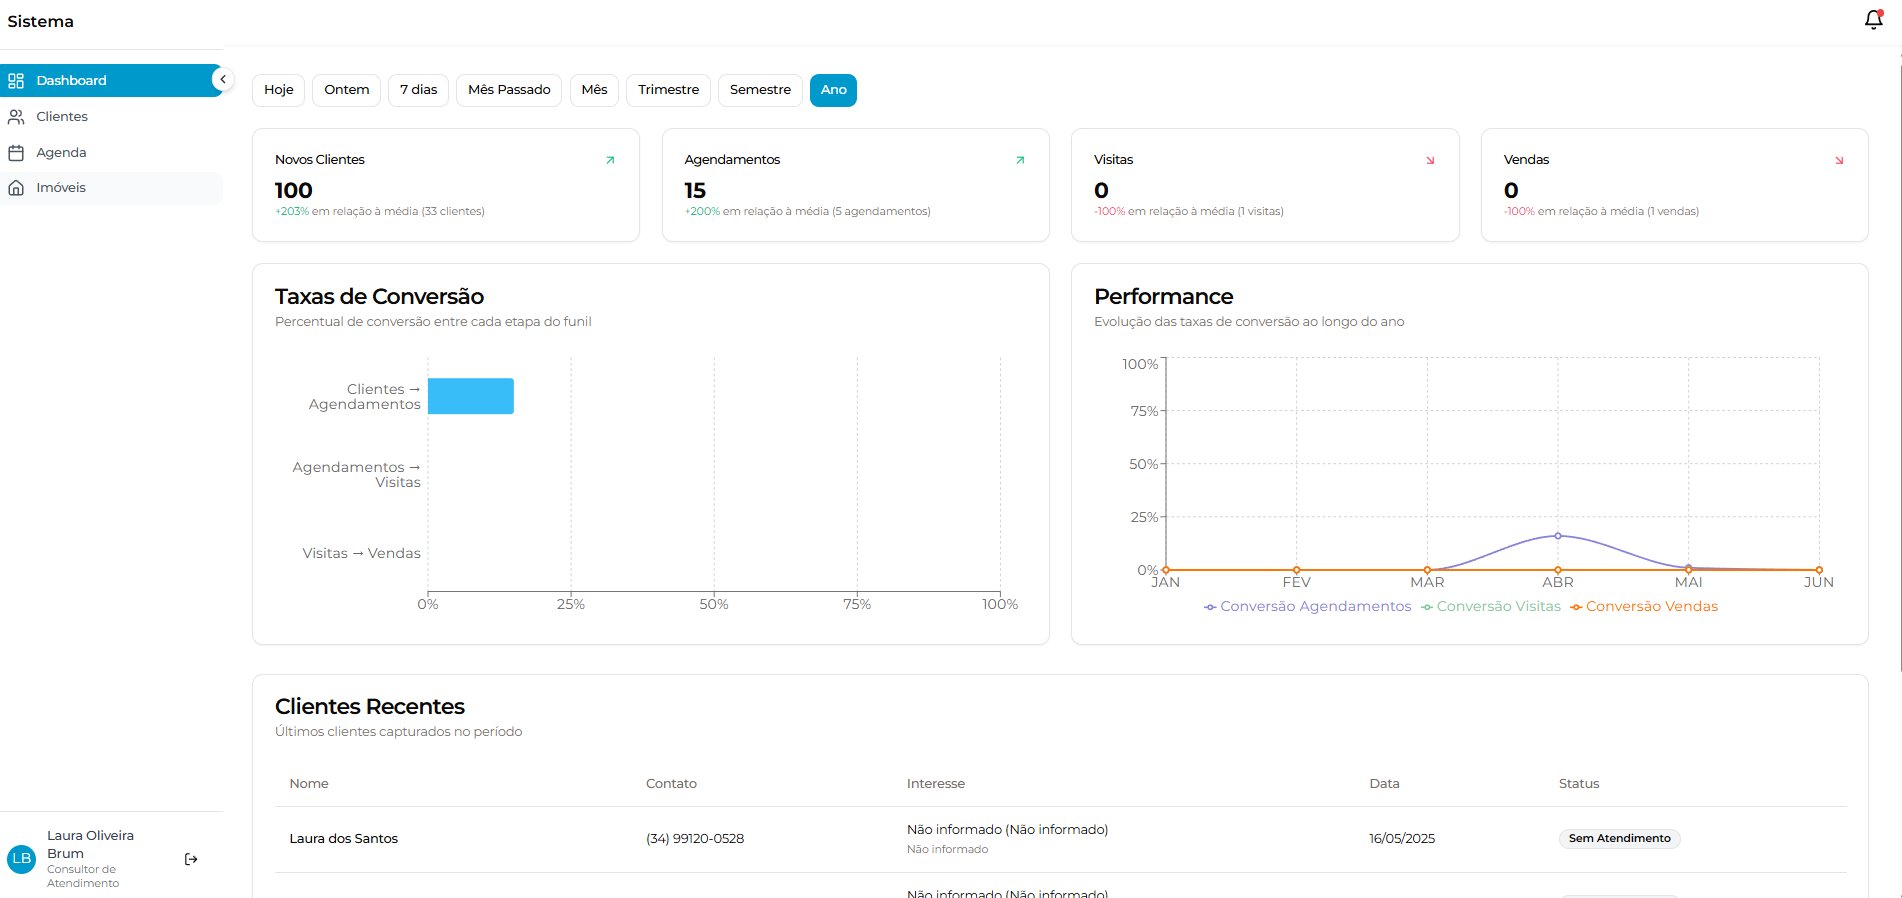 Sistema
Dashboard
Clientes
Agenda
Imóveis
Hoje
Ontem
7 dias
Mês Passado
Mês
Trimestre
Semestre
Ano
Novos Clientes
100
+203% em relação à média (33 clientes)
Agendamentos
15
+200% em relação à média (5 agendamentos)
Visitas
0
-100% em relação à média (1 visitas)
Vendas
0
-100% em relação à média (1 vendas)
Taxas de Conversão
Percentual de conversão entre cada etapa do funil
Clientes →
Agendamentos
Agendamentos →
Visitas
Visitas → Vendas
0% 25% 50% 75% 100%
Performance
Evolução das taxas de conversão ao longo do ano
100%
75%
50%
25%
0%
JAN FEV MAR ABR MAI JUN
Conversão Agendamentos Conversão Visitas Conversão Vendas
Clientes Recentes
Últimos clientes capturados no período
Nome Contato Interesse Data Status
Laura dos Santos (34) 99120-0528 Não informado (Não informado) 16/05/2025 Sem Atendimento
Não informado
Não informado (Não informado)
LB
Laura Oliveira
Brum
Consultor de
Atendimento